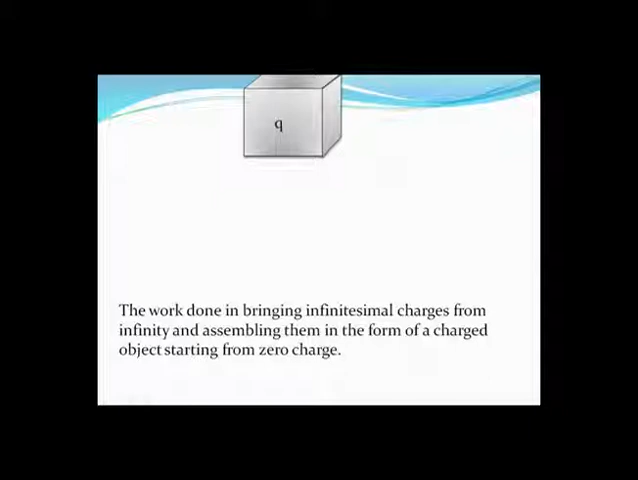 q
The work done in bringing infinitesimal charges from
infinity and assembling them in the form of a charged
object starting from zero charge.